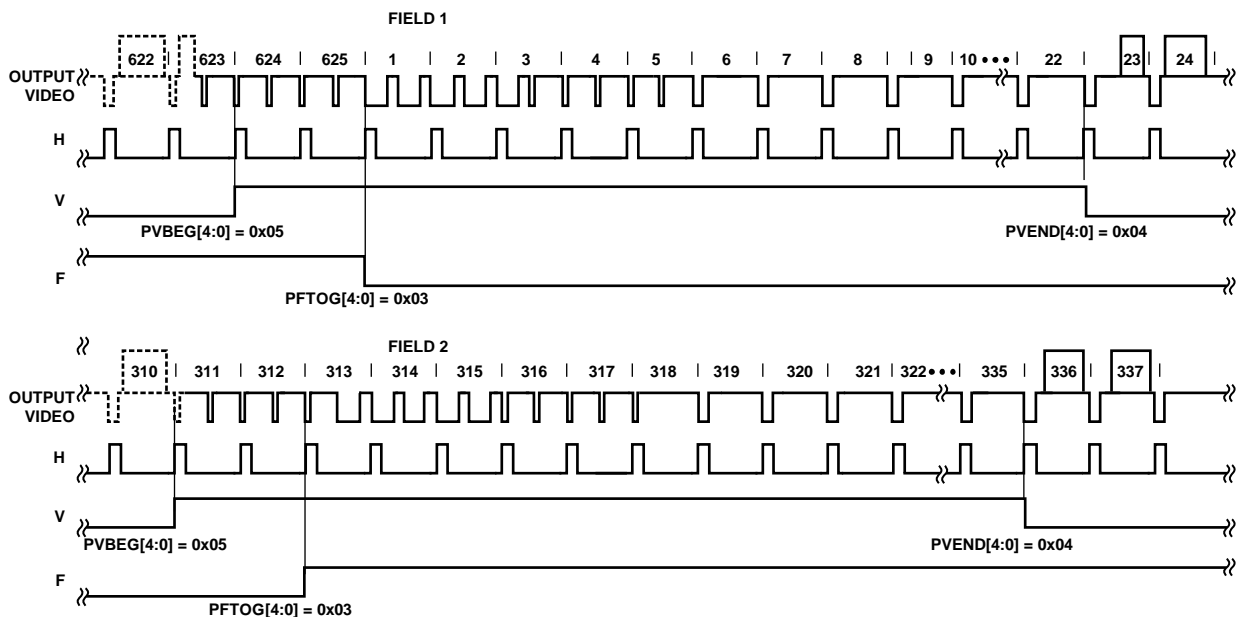 FIELD 1
622 623 624 625 1 2 3 4 5 6 7 8 9 10 ••• 22 23 24
OUTPUT
VIDEO
H
V
PVBEG[4:0] = 0x05 PVEND[4:0] = 0x04
F
PFTOG[4:0] = 0x03
FIELD 2
310 311 312 313 314 315 316 317 318 319 320 321 322 ••• 335 336 337
OUTPUT
VIDEO
H
V
PVBEG[4:0] = 0x05 PVEND[4:0] = 0x04
F
PFTOG[4:0] = 0x03